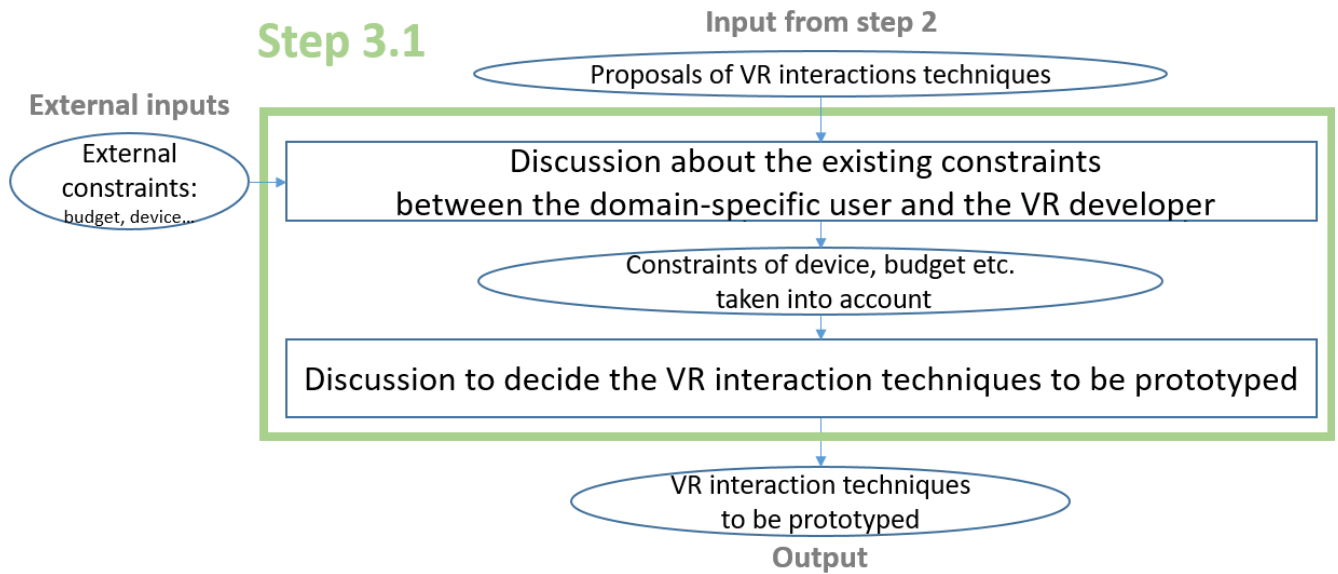 Input from step 2
Step 3.1
Proposals of VR interactions techniques
External inputs
External
constraints:
budget, device...
Discussion about the existing constraints
between the domain-specific user and the VR developer
Constraints of device, budget etc.
taken into account
Discussion to decide the VR interaction techniques to be prototyped
VR interaction techniques
to be prototyped
Output